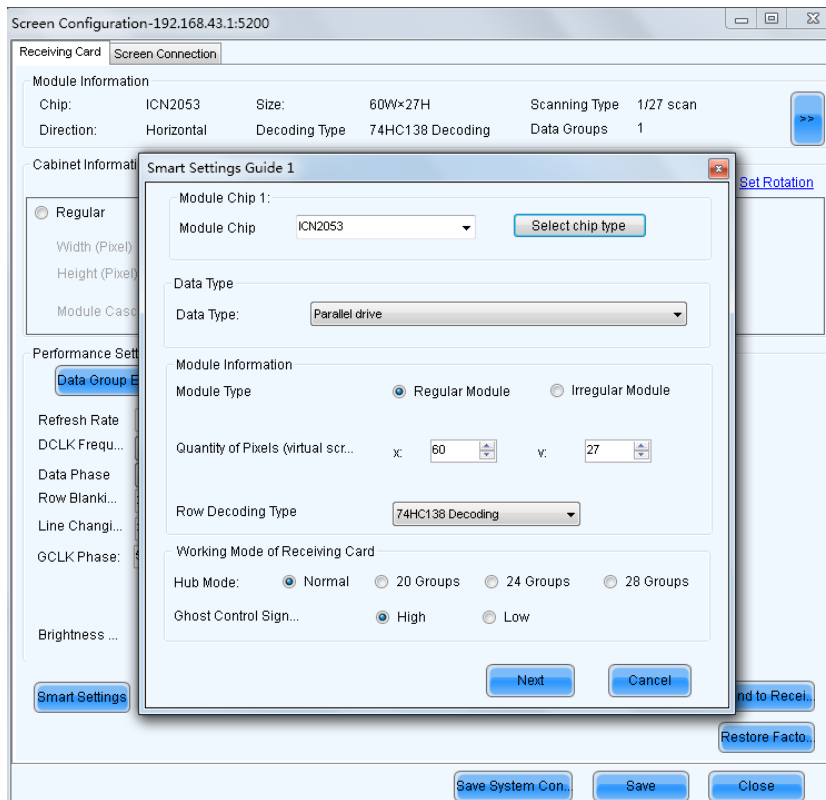 Screen Configuration-192.168.43.1:5200
Receiving Card Screen Connection
Module Information
Chip: ICN2053 Size: 60W×27H Scanning Type 1/27 scan
Direction: Horizontal Decoding Type 74HC138 Decoding Data Groups 1
>>
Cabinet Informati
Set Rotation
Regular
Width (Pixel)
Height (Pixel)
Module Casc
Performance Sett
Data Group E
Refresh Rate
DCLK Frequ...
Data Phase
Row Blanki...
Line Changi...
GCLK Phase:
Brightness ...
Smart Settings
Smart Settings Guide 1
Module Chip 1:
Module Chip ICN2053 Select chip type
Data Type
Data Type: Parallel drive
Module Information
Module Type Regular Module Irregular Module
Quantity of Pixels (virtual scr... x: 60 y: 27
Row Decoding Type 74HC138 Decoding
Working Mode of Receiving Card
Hub Mode: Normal 20 Groups 24 Groups 28 Groups
Ghost Control Sign... High Low
Next Cancel
nd to Recei...
Restore Facto...
Save System Con... Save Close